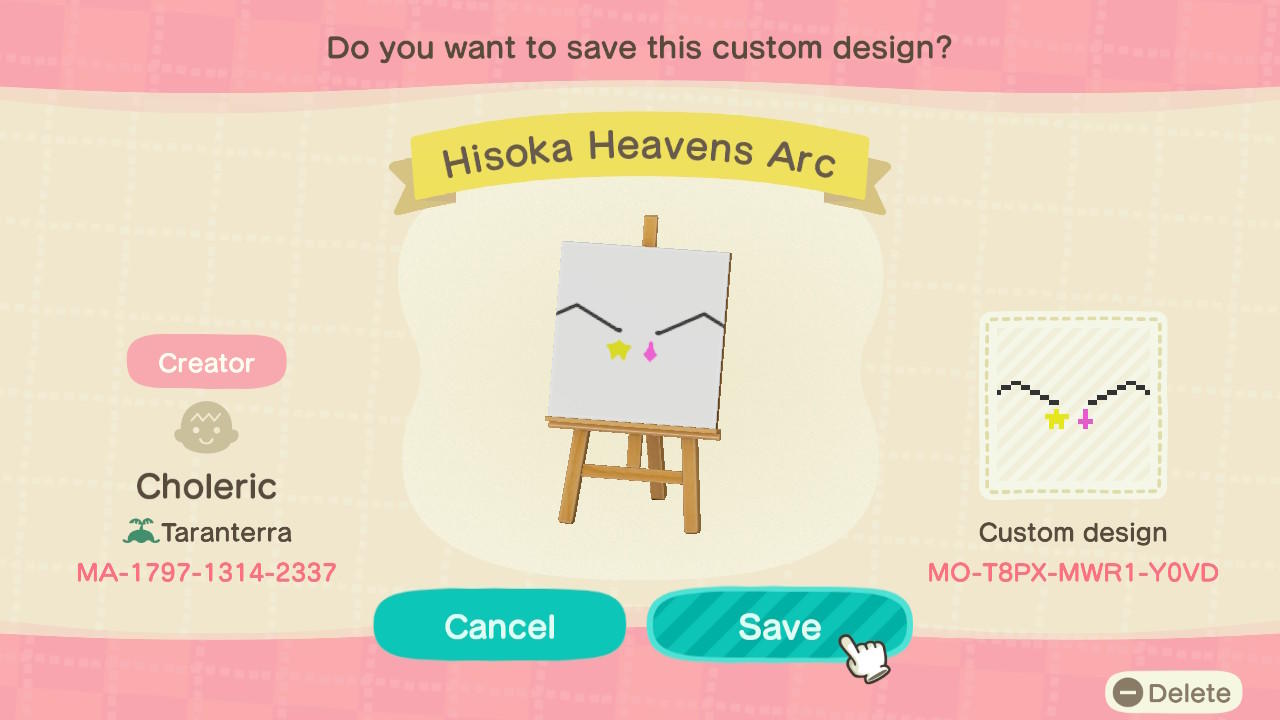 Do you want to save this custom design?
Hisoka Heavens Arc
Creator
Choleric
Taranterra
MA-1797-1314-2337
Custom design
MO-T8PX-MWR1-Y0VD
Cancel
Save
Delete